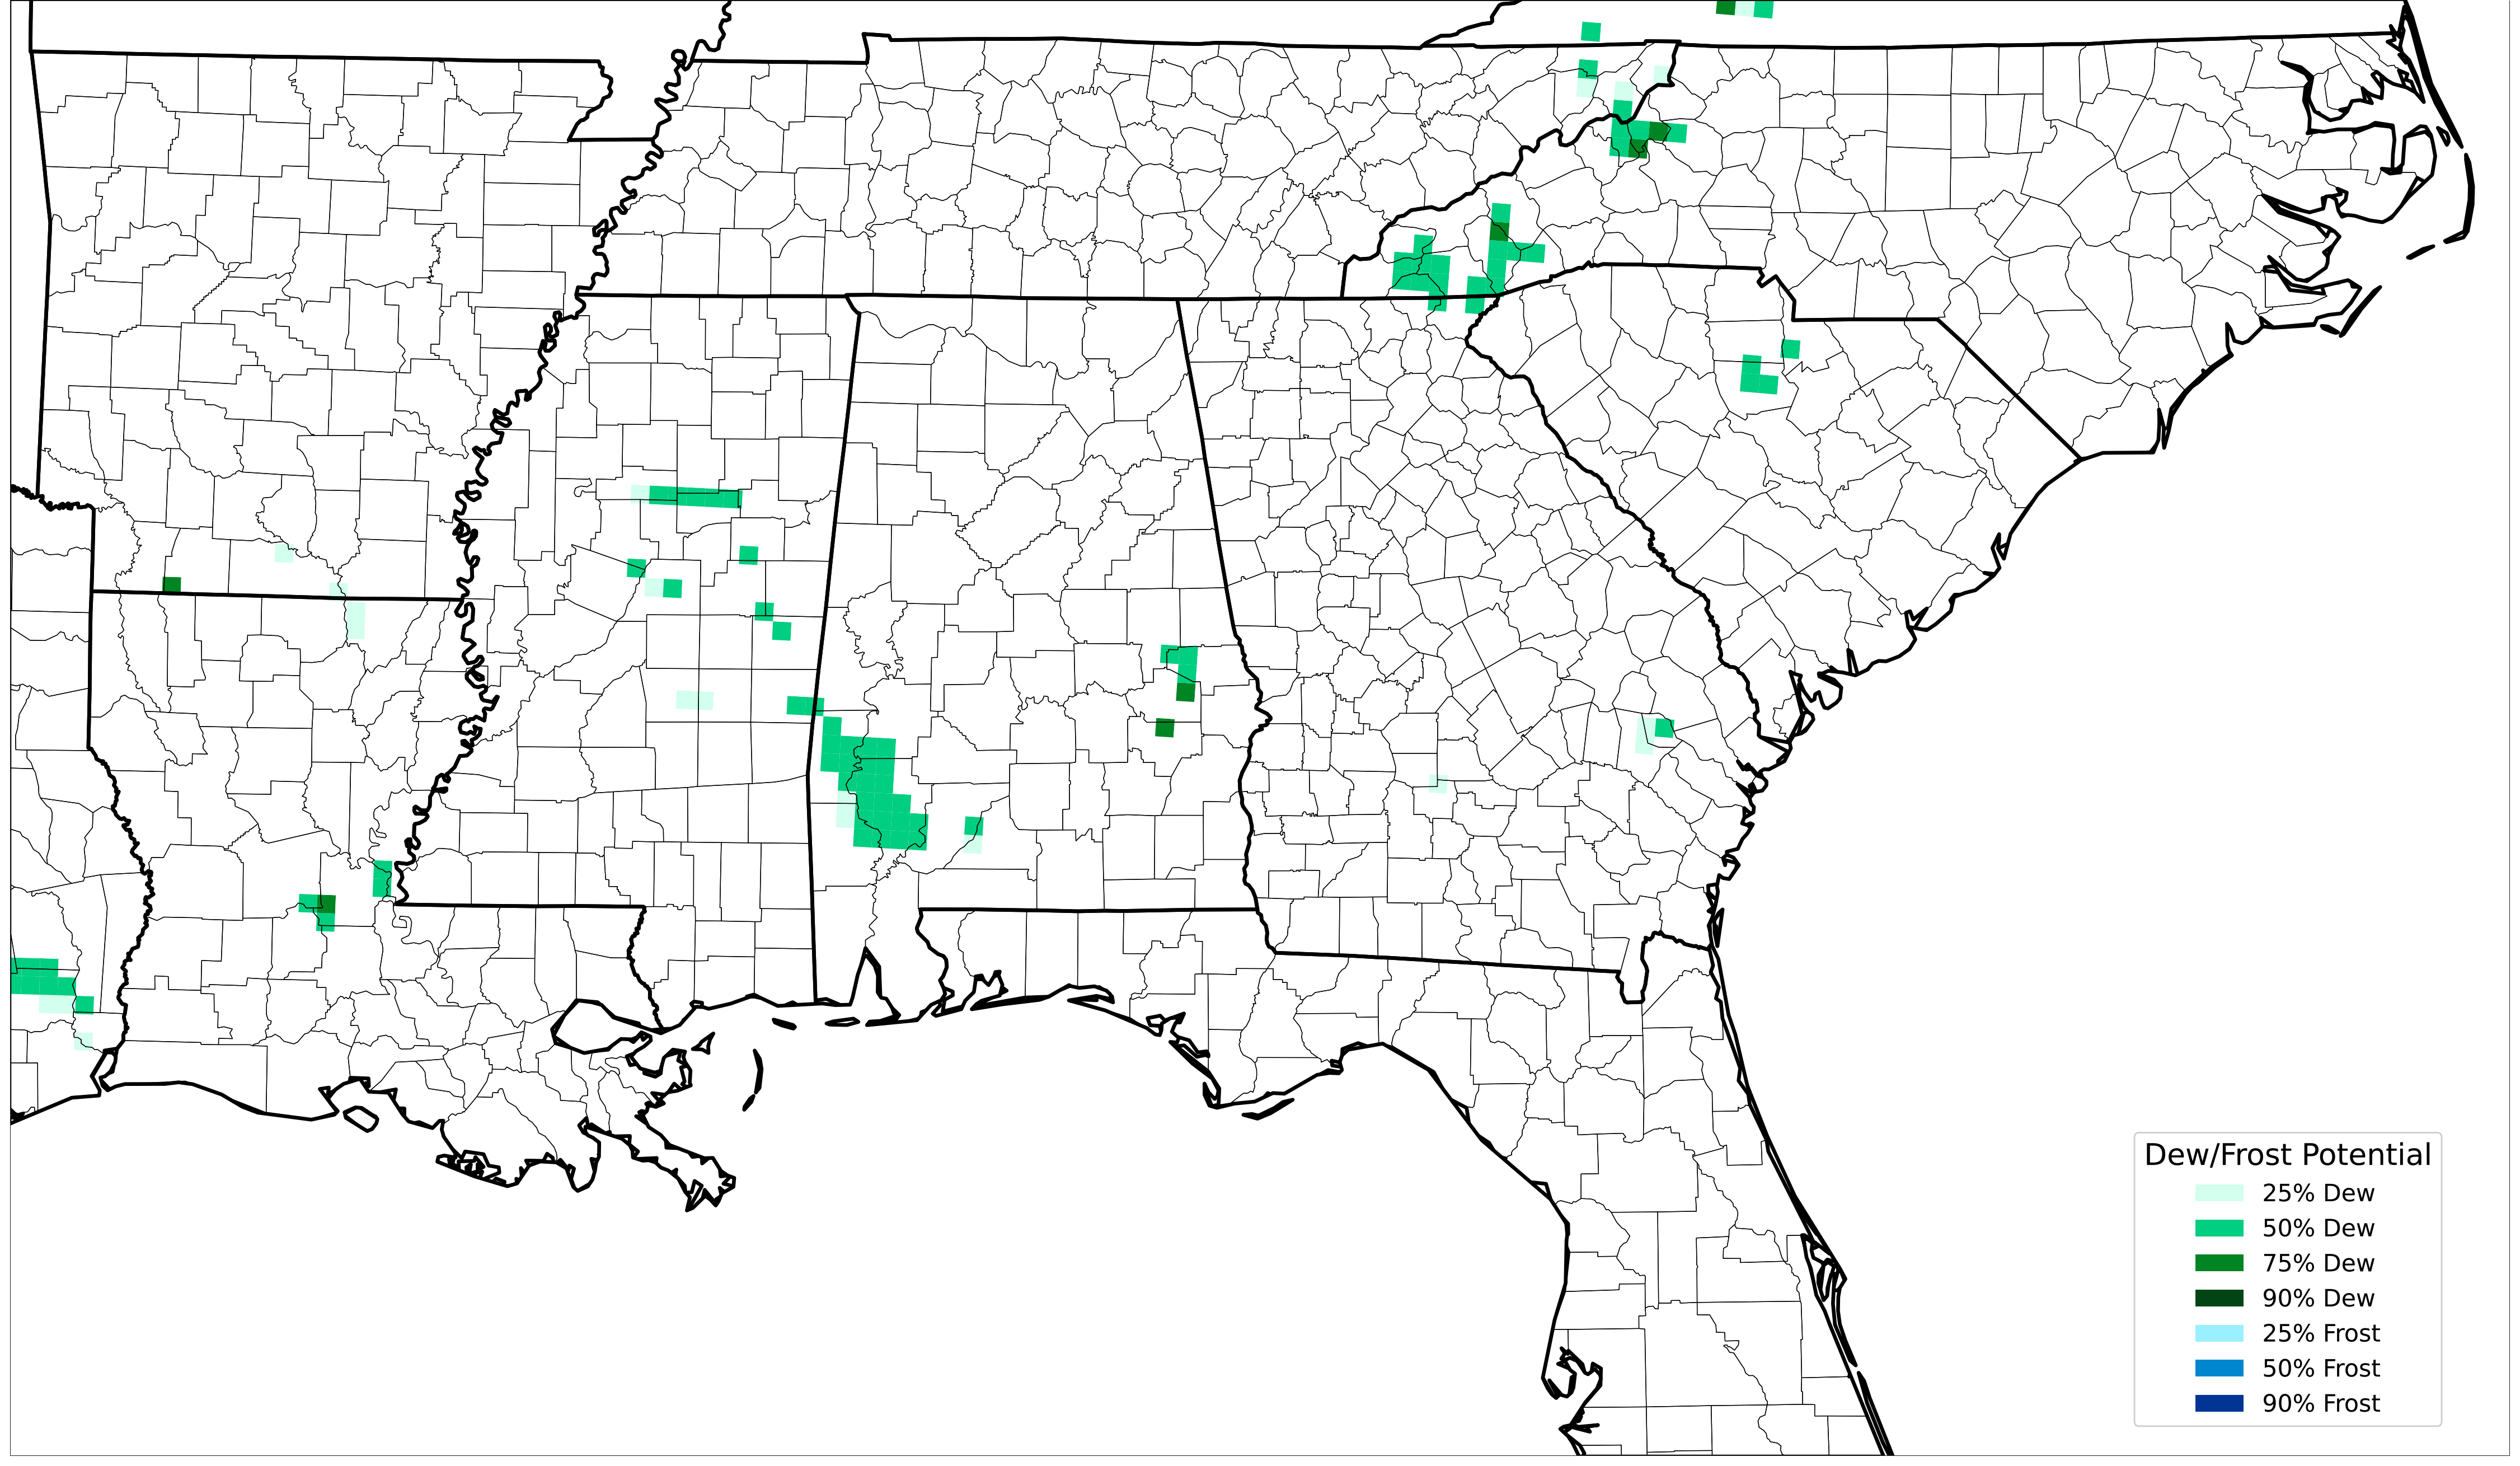 Dew/Frost Potential
25% Dew
50% Dew
75% Dew
90% Dew
25% Frost
50% Frost
90% Frost